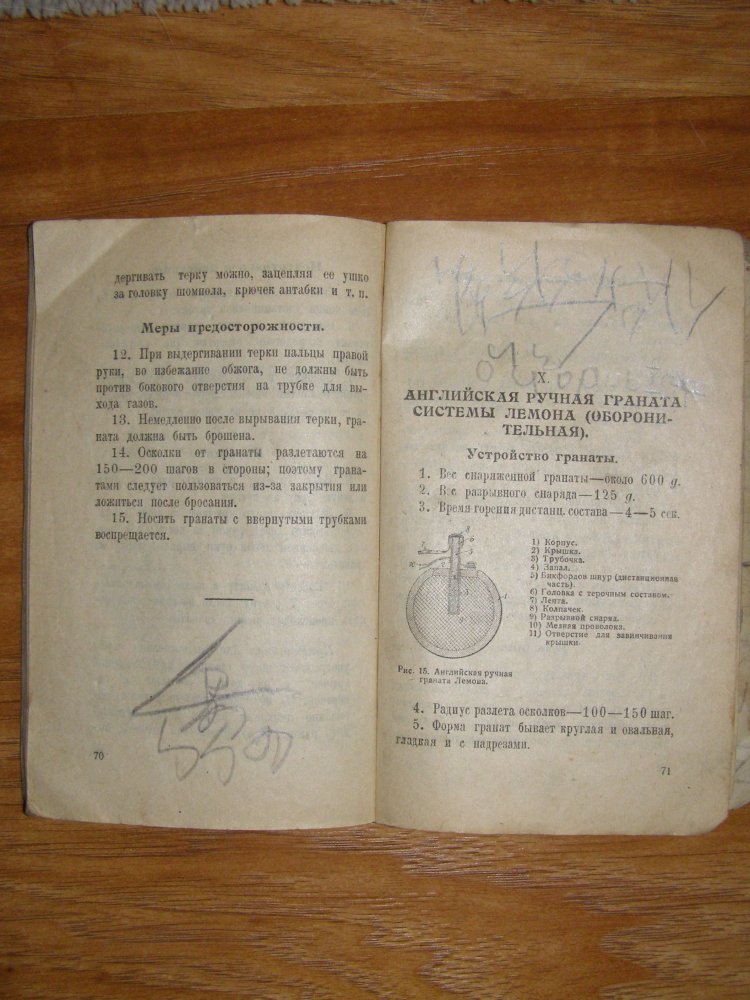 дергивать терку можно, зацепляя ее ушко
за головку шомпола, крючек антабки и т. п.
Меры предосторожности.
12. При выдергивании терки пальцы правой
руки, во избежание обжога, не должны быть
против бокового отверстия на трубке для вы-
хода газов.
13. Немедленно после вырывания терки, гра-
ната должна быть брошена.
14. Осколки от гранаты разлетаются на
150—200 шагов в стороны; поэтому грана-
тами следует пользоваться из-за закрытия или
ложиться после бросания.
15. Носить гранаты с ввернутыми трубками
воспрещается.
70
X.
АНГЛИЙСКАЯ РУЧНАЯ ГРАНАТА
СИСТЕМЫ ЛЕМОНА (ОБОРОНИ-
ТЕЛЬНАЯ).
Устройство гранаты.
1. Вес снаряженной гранаты—около 600 g.
2. Вес разрывного снаряда—125 g.
3. Время горения дистанц. состава—4—5 сек.
1) Корпус.
2) Крышка.
3) Трубочка.
4) Запал.
5) Бикфордов шнур (дистанционная
часть).
6) Головка с терочным составом.
7) Лента.
8) Колпачек.
9) Разрывной снаряд.
10) Медная проволока.
11) Отверстие для завинчивания
крышки.
Рис. 15. Английская ручная
граната Лемона.
4. Радиус разлета осколков—100—150 шаг.
5. Форма гранат бывает круглая и овальная,
гладкая и с надрезами.
71